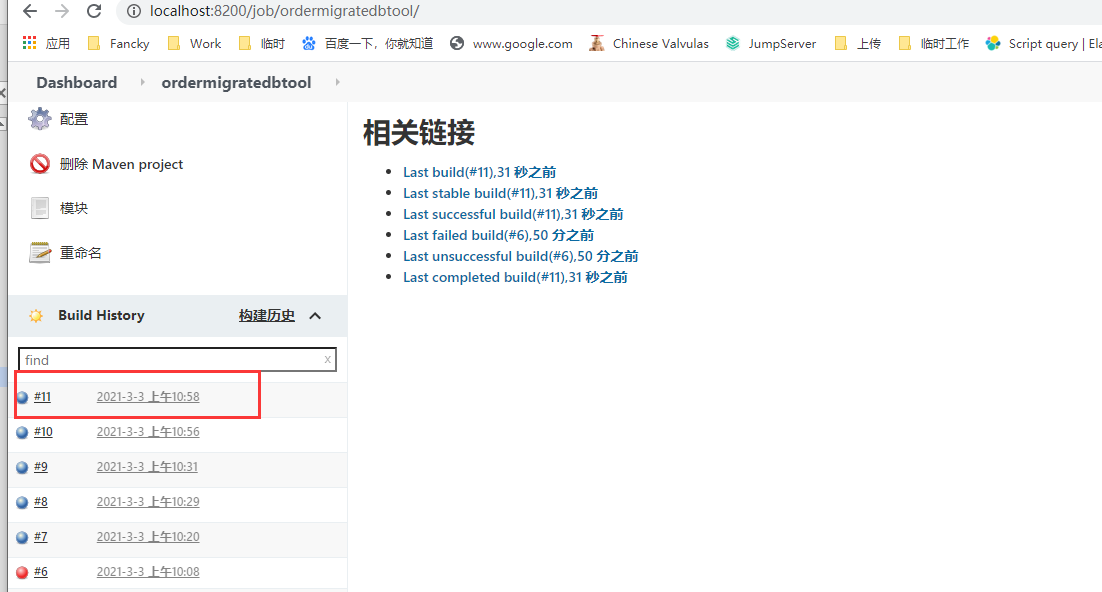 localhost:8200/job/ordermigratedbtool/
应用 Fancky Work 临时 百度一下，你就知道 www.google.com Chinese Valvulas JumpServer 上传 临时工作 Script query | Ela
Dashboard ordermigratedbtool
配置
删除 Maven project
模块
重命名
相关链接
Last build(#11),31 秒之前
Last stable build(#11),31 秒之前
Last successful build(#11),31 秒之前
Last failed build(#6),50 分之前
Last unsuccessful build(#6),50 分之前
Last completed build(#11),31 秒之前
Build History 构建历史
find x
#11 2021-3-3 上午10:58
#10 2021-3-3 上午10:56
#9 2021-3-3 上午10:31
#8 2021-3-3 上午10:29
#7 2021-3-3 上午10:20
#6 2021-3-3 上午10:08